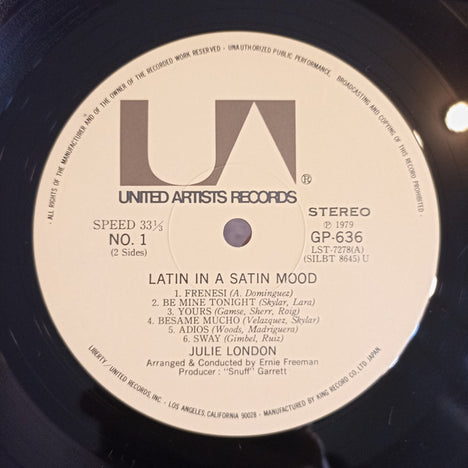 · ALL RIGHTS OF THE MANUFACTURER AND OF THE OWNER OF THE RECORDED WORK RESERVED · UNAUTHORIZED PUBLIC PERFORMANCE, BROADCASTING AND COPYING OF THIS RECORD PROHIBITED ·
UA
®
UNITED ARTISTS RECORDS
SPEED 33⅓
NO. 1
(2 Sides)
STEREO
Ⓟ 1979
GP-636
LST-7278(A)
(SILBT 8645) U
LATIN IN A SATIN MOOD
1. FRENESI (A. Dominguez)
2. BE MINE TONIGHT (Skylar, Lara)
3. YOURS (Gamse, Sherr, Roig)
4. BESAME MUCHO (Velazquez, Skylar)
5. ADIOS (Woods, Madriguera)
6. SWAY (Gimbel, Ruiz)
JULIE LONDON
Arranged & Conducted by Ernie Freeman
Producer : "Snuff" Garrett
LIBERTY/UNITED RECORDS, INC. · LOS ANGELES, CALIFORNIA 90028 · MANUFACTURED BY KING RECORD CO. LTD. JAPAN